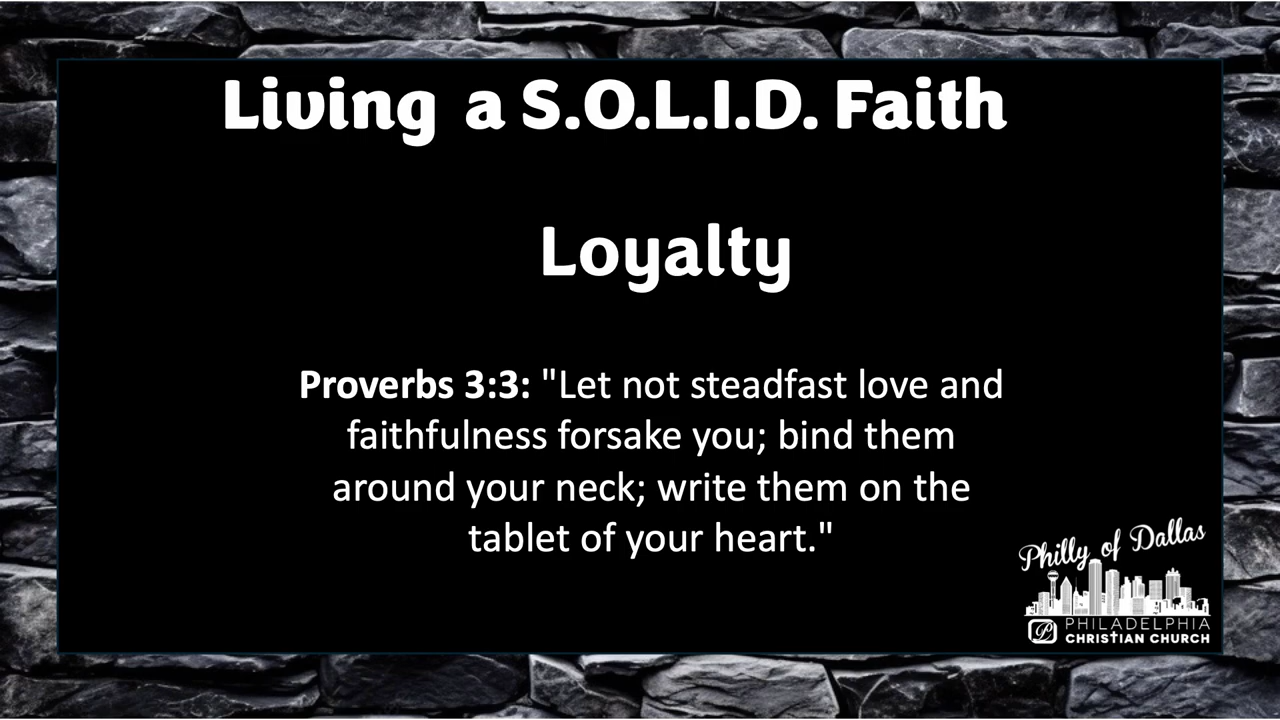 Living a S.O.L.I.D. Faith
Loyalty
Proverbs 3:3: "Let not steadfast love and
faithfulness forsake you; bind them
around your neck; write them on the
tablet of your heart."
Philly of Dallas
P PHILADELPHIA
CHRISTIAN CHURCH